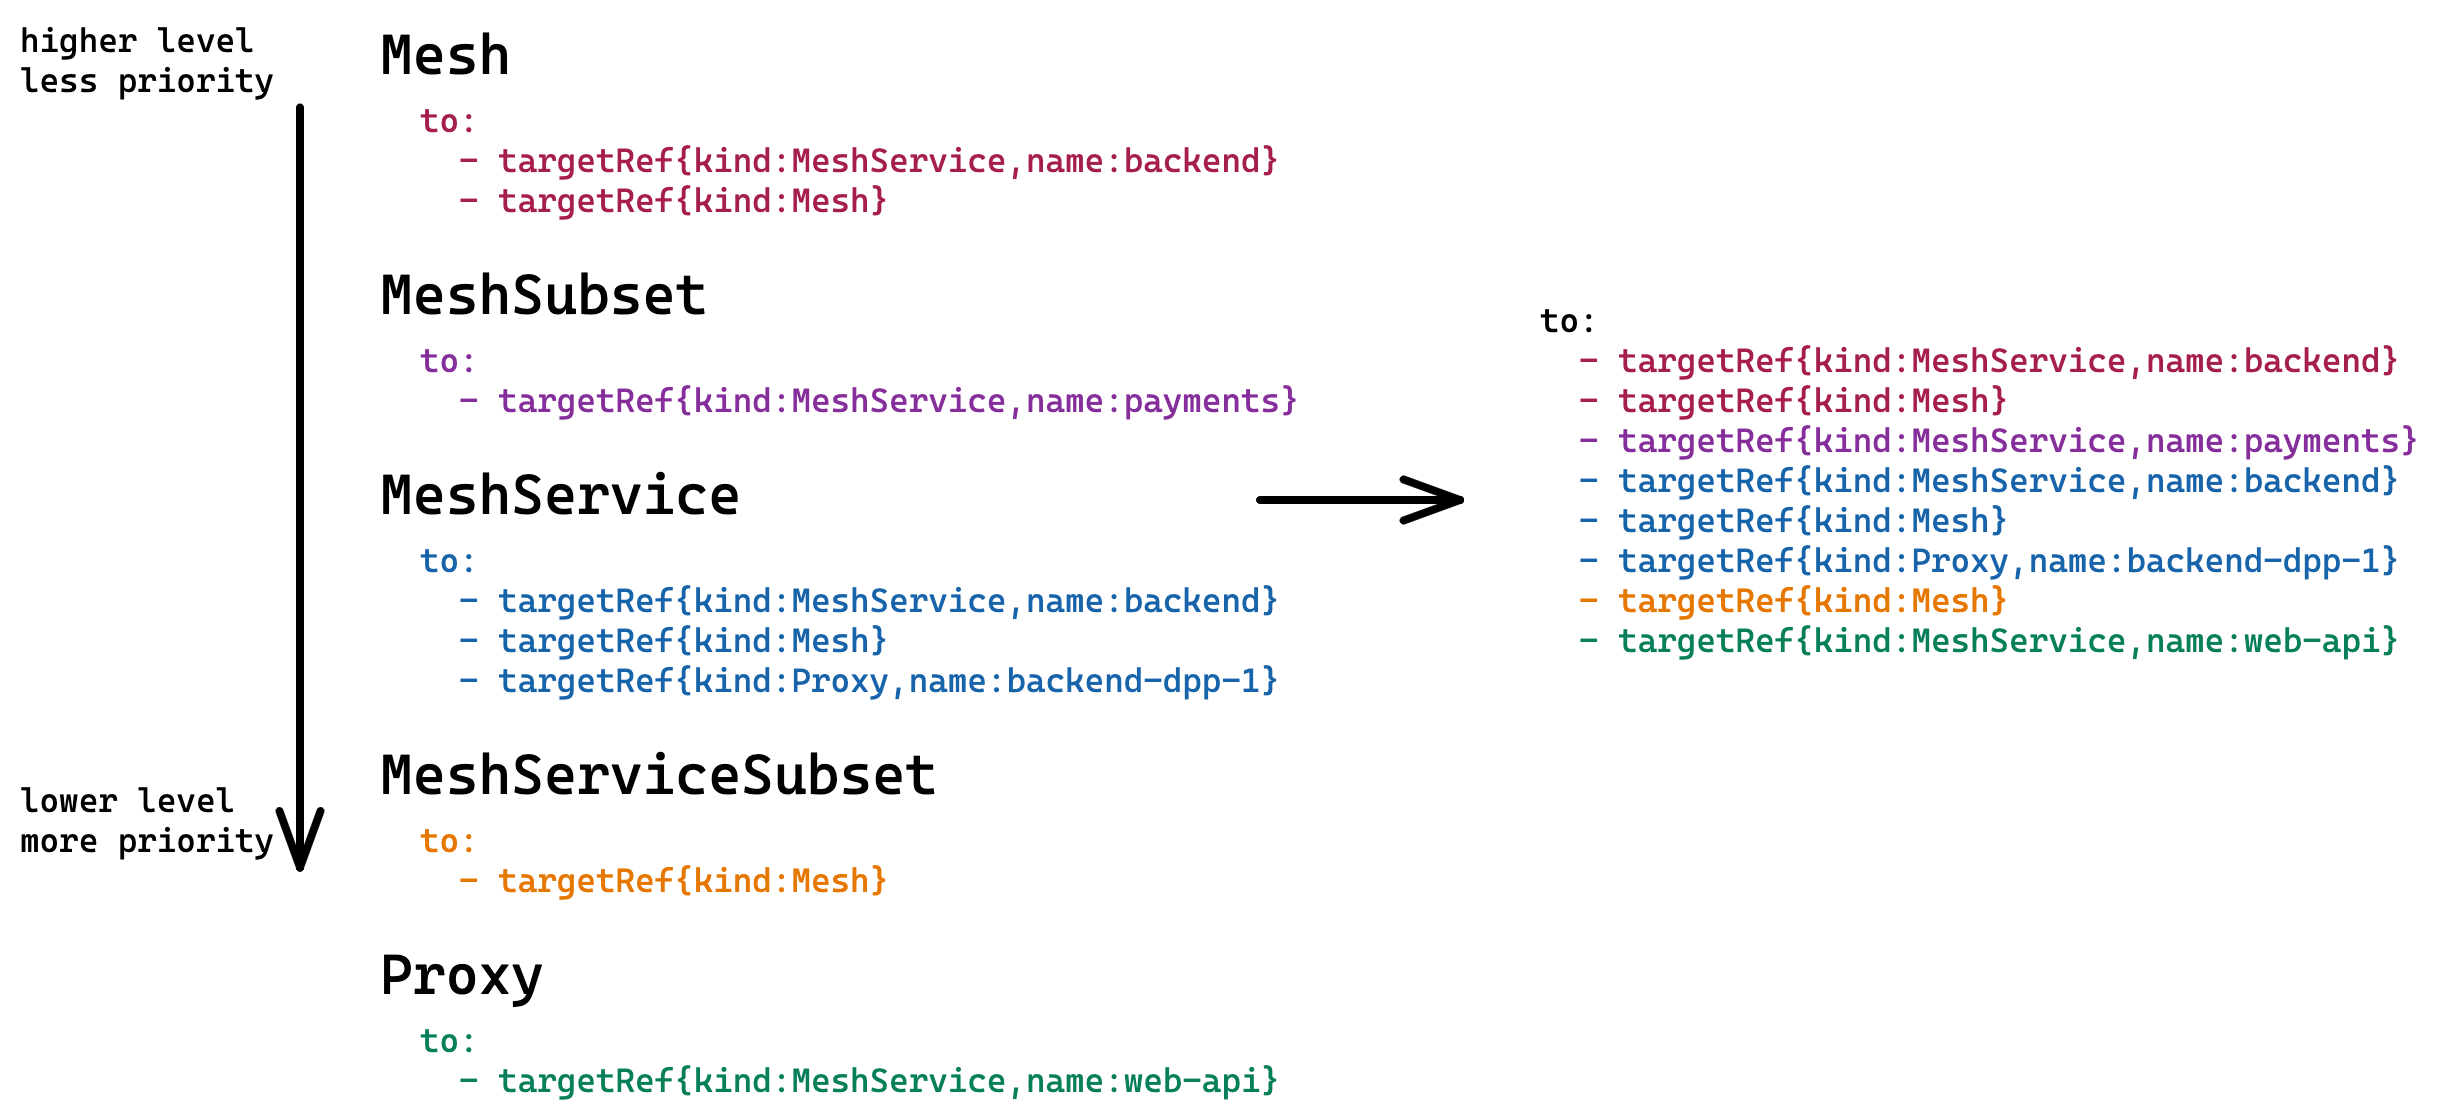 higher level
less priority
Mesh
to:
- targetRef{kind:MeshService,name:backend}
- targetRef{kind:Mesh}
MeshSubset
to:
- targetRef{kind:MeshService,name:payments}
MeshService
to:
- targetRef{kind:MeshService,name:backend}
- targetRef{kind:Mesh}
- targetRef{kind:Proxy,name:backend-dpp-1}
lower level
more priority
MeshServiceSubset
to:
- targetRef{kind:Mesh}
Proxy
to:
- targetRef{kind:MeshService,name:web-api}
to:
- targetRef{kind:MeshService,name:backend}
- targetRef{kind:Mesh}
- targetRef{kind:MeshService,name:payments}
- targetRef{kind:MeshService,name:backend}
- targetRef{kind:Mesh}
- targetRef{kind:Proxy,name:backend-dpp-1}
- targetRef{kind:Mesh}
- targetRef{kind:MeshService,name:web-api}